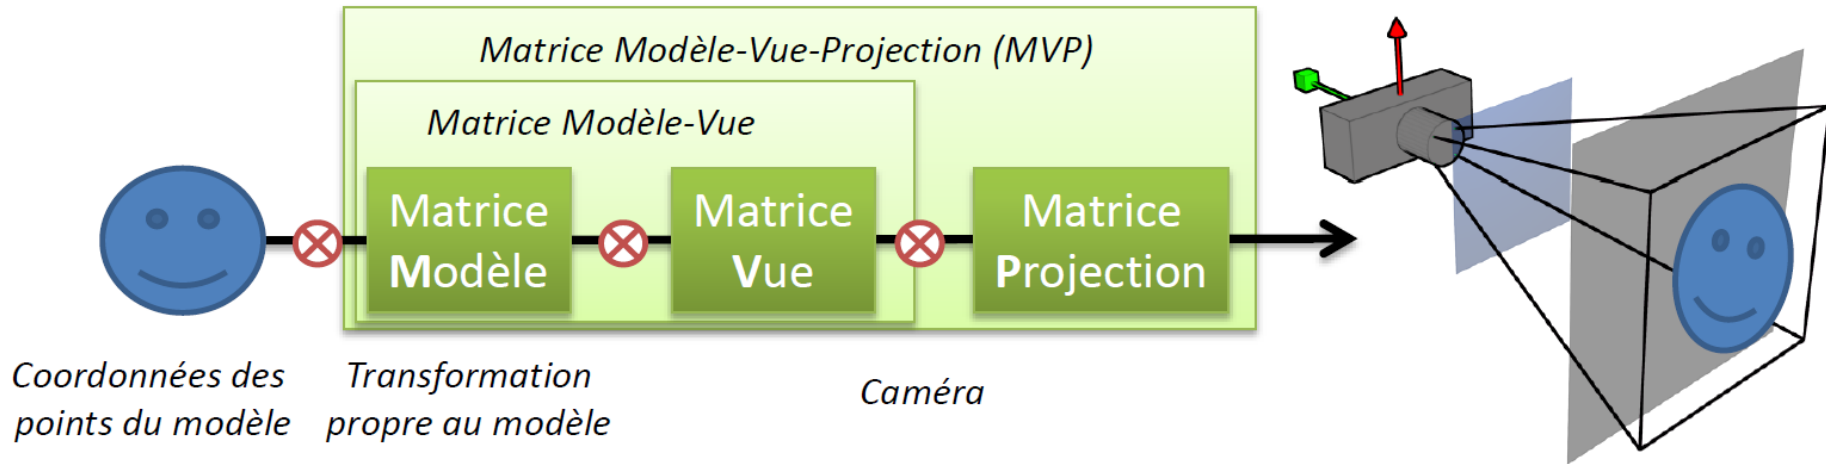 Matrice Modèle-Vue-Projection (MVP)
Matrice Modèle-Vue
Matrice
Modèle
Matrice
Vue
Matrice
Projection
Coordonnées des
points du modèle
Transformation
propre au modèle
Caméra